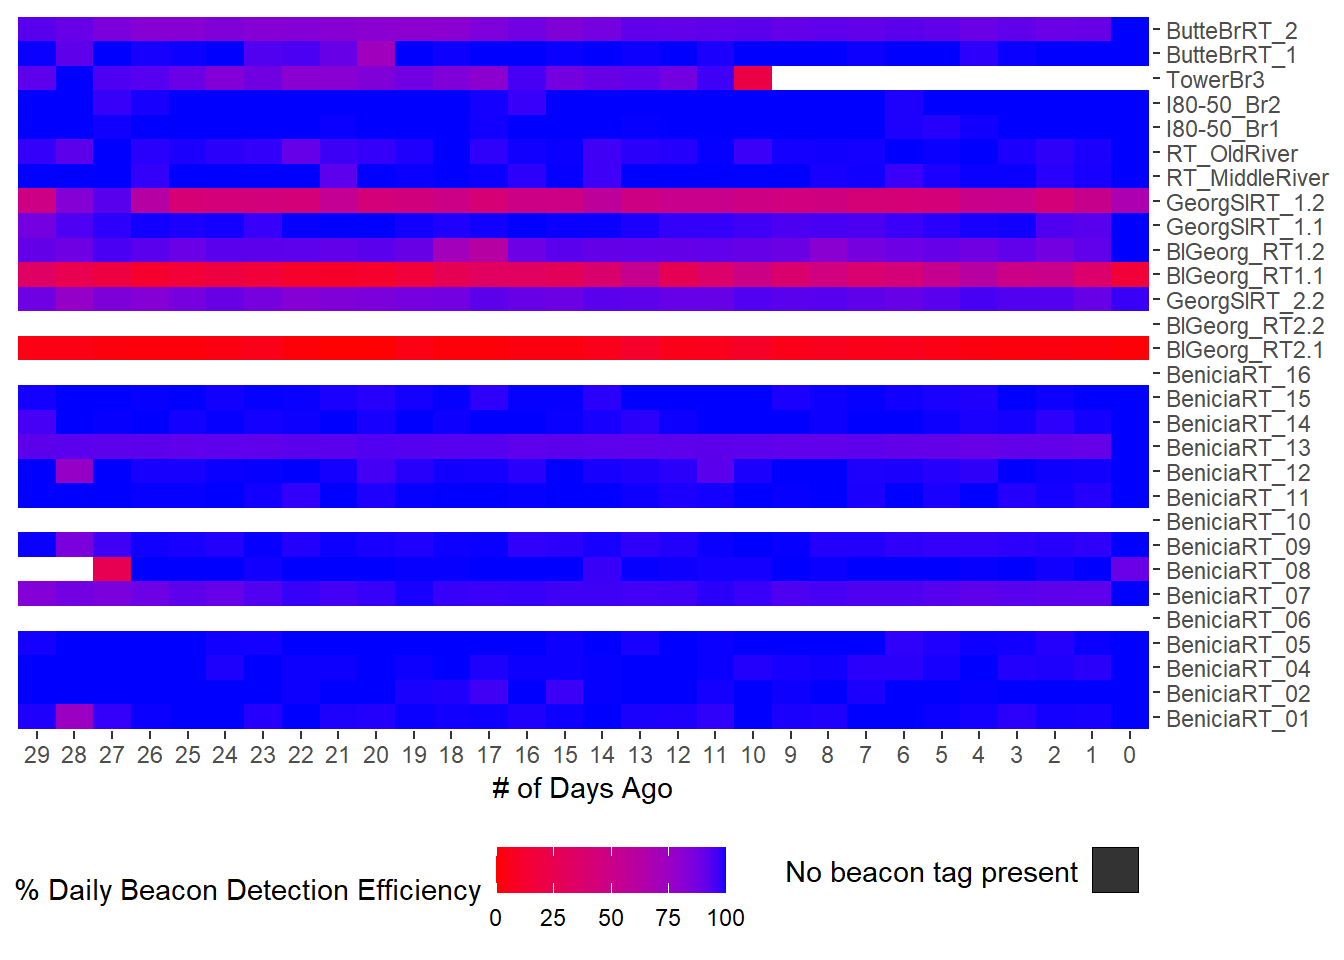 ButteBrRT_2
ButteBrRT_1
TowerBr3
I80-50_Br2
I80-50_Br1
RT_OldRiver
RT_MiddleRiver
GeorgSlRT_1.2
GeorgSlRT_1.1
BlGeorg_RT1.2
BlGeorg_RT1.1
GeorgSlRT_2.2
BlGeorg_RT2.2
BlGeorg_RT2.1
BeniciaRT_16
BeniciaRT_15
BeniciaRT_14
BeniciaRT_13
BeniciaRT_12
BeniciaRT_11
BeniciaRT_10
BeniciaRT_09
BeniciaRT_08
BeniciaRT_07
BeniciaRT_06
BeniciaRT_05
BeniciaRT_04
BeniciaRT_02
BeniciaRT_01
29 28 27 26 25 24 23 22 21 20 19 18 17 16 15 14 13 12 11 10 9 8 7 6 5 4 3 2 1 0
# of Days Ago
% Daily Beacon Detection Efficiency
0 25 50 75 100
No beacon tag present